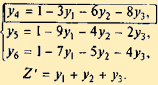 y₄ = 1 − 3y₁ − 6y₂ − 8y₃,
y₅ = 1 − 9y₁ − 4y₂ − 2y₃,
y₆ = 1 − 7y₁ − 5y₂ − 4y₃,
Z′ = y₁ + y₂ + y₃.